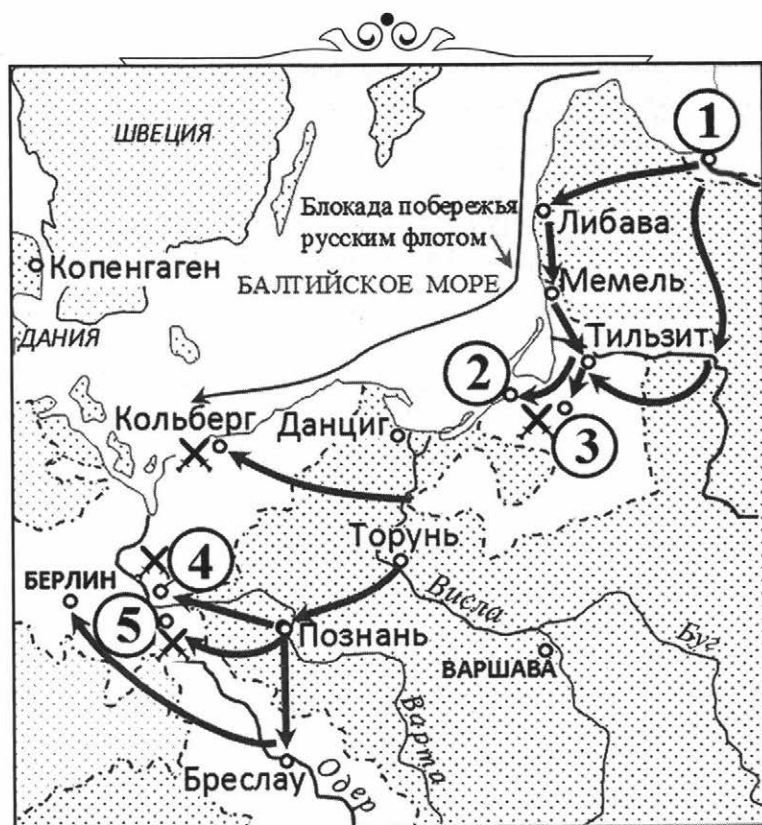 ШВЕЦИЯ
1
Блокада побережья
русским флотом
Либава
Копенгаген
БАЛТИЙСКОЕ МОРЕ
Мемель
ДАНИЯ
Тильзит
2
Кольберг
Данциг
3
Торунь
4
БЕРЛИН
Висла
5
Познань
ВАРШАВА
Буг
Варта
Бреслау
Одер